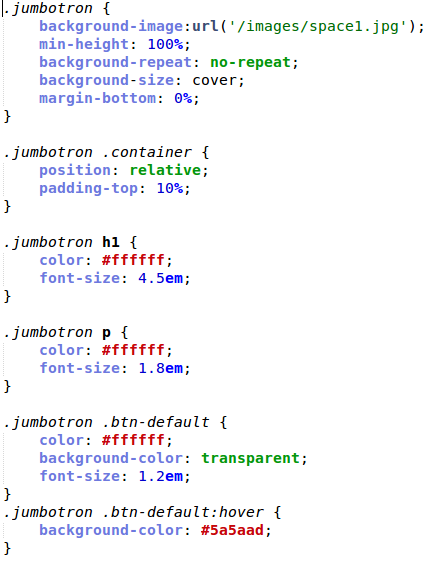 .jumbotron {
    background-image:url('/images/space1.jpg');
    min-height: 100%;
    background-repeat: no-repeat;
    background-size: cover;
    margin-bottom: 0%;
}

.jumbotron .container {
    position: relative;
    padding-top: 10%;
}

.jumbotron h1 {
    color: #ffffff;
    font-size: 4.5em;
}

.jumbotron p {
    color: #ffffff;
    font-size: 1.8em;
}

.jumbotron .btn-default {
    color: #ffffff;
    background-color: transparent;
    font-size: 1.2em;
}
.jumbotron .btn-default:hover {
    background-color: #5a5aad;
}